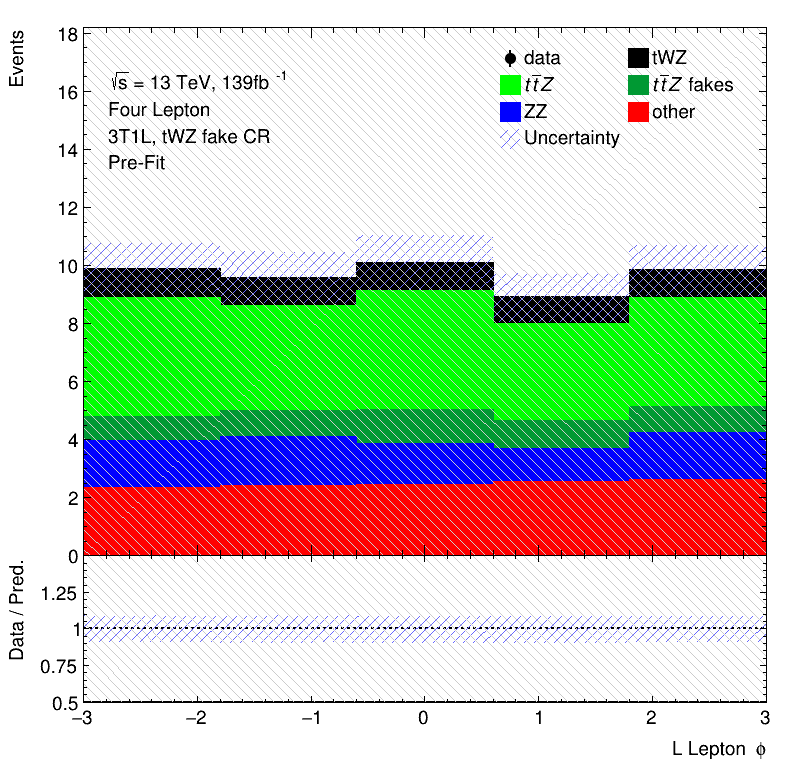 Events
18
16
14
12
10
8
6
4
2
0
√s = 13 TeV, 139fb ⁻¹
Four Lepton
3T1L, tWZ fake CR
Pre-Fit
data
tWZ
tt̄Z
tt̄Z fakes
ZZ
other
Uncertainty
Data / Pred.
1.25
1
0.75
0.5
−3 −2 −1 0 1 2 3
L Lepton ϕ